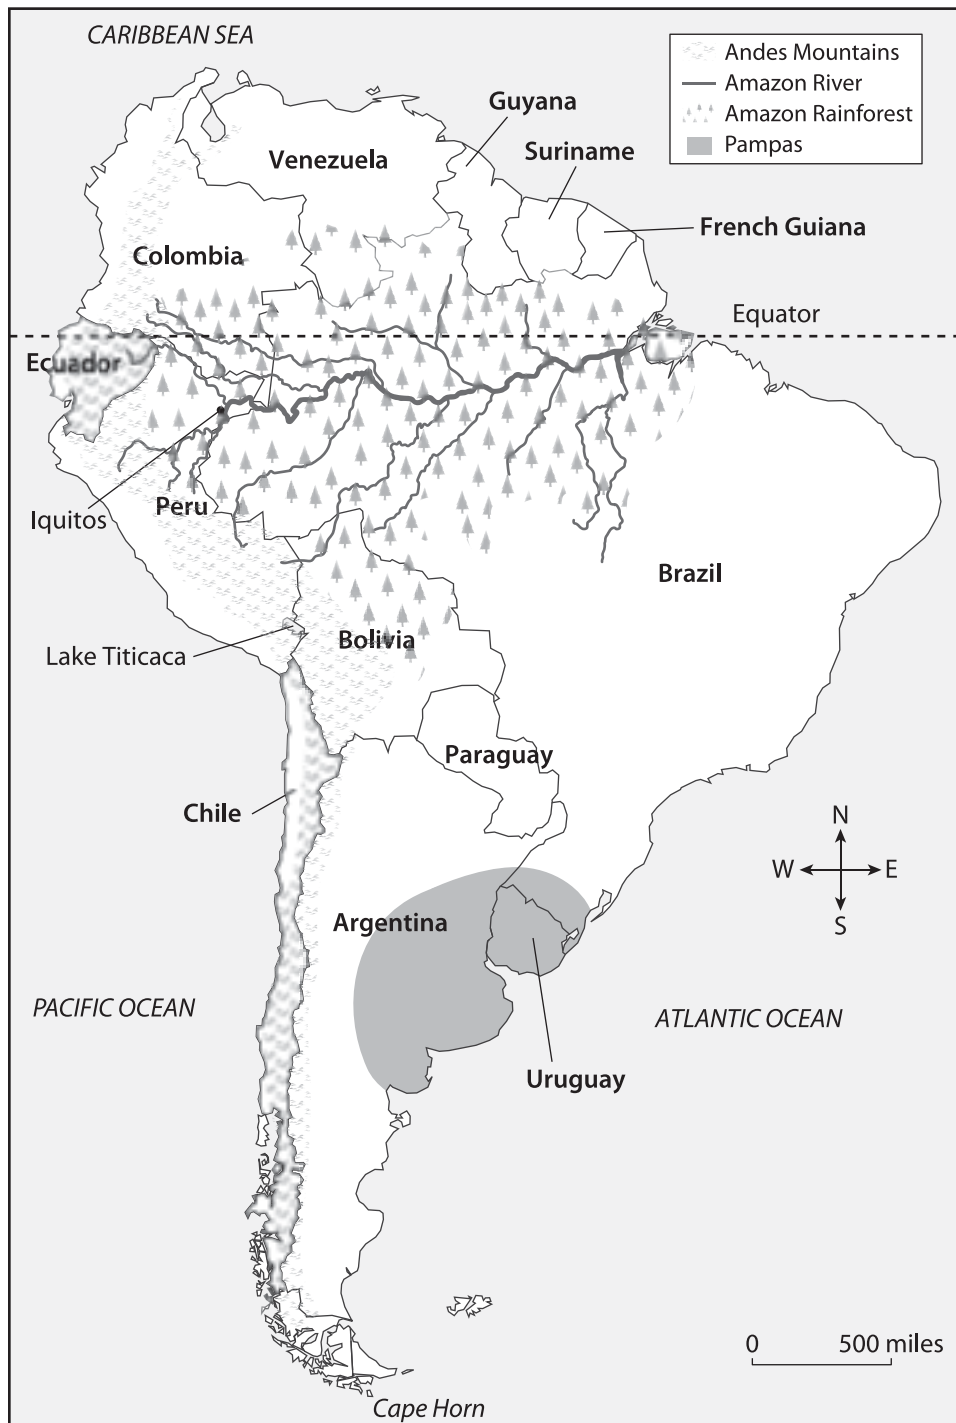 CARIBBEAN SEA
Andes Mountains
Amazon River
Amazon Rainforest
Pampas
Guyana
Suriname
Venezuela
French Guiana
Colombia
Equator
Ecuador
Iquitos
Peru
Brazil
Lake Titicaca
Bolivia
Paraguay
Chile
N
W E
S
Argentina
PACIFIC OCEAN
ATLANTIC OCEAN
Uruguay
0 500 miles
Cape Horn